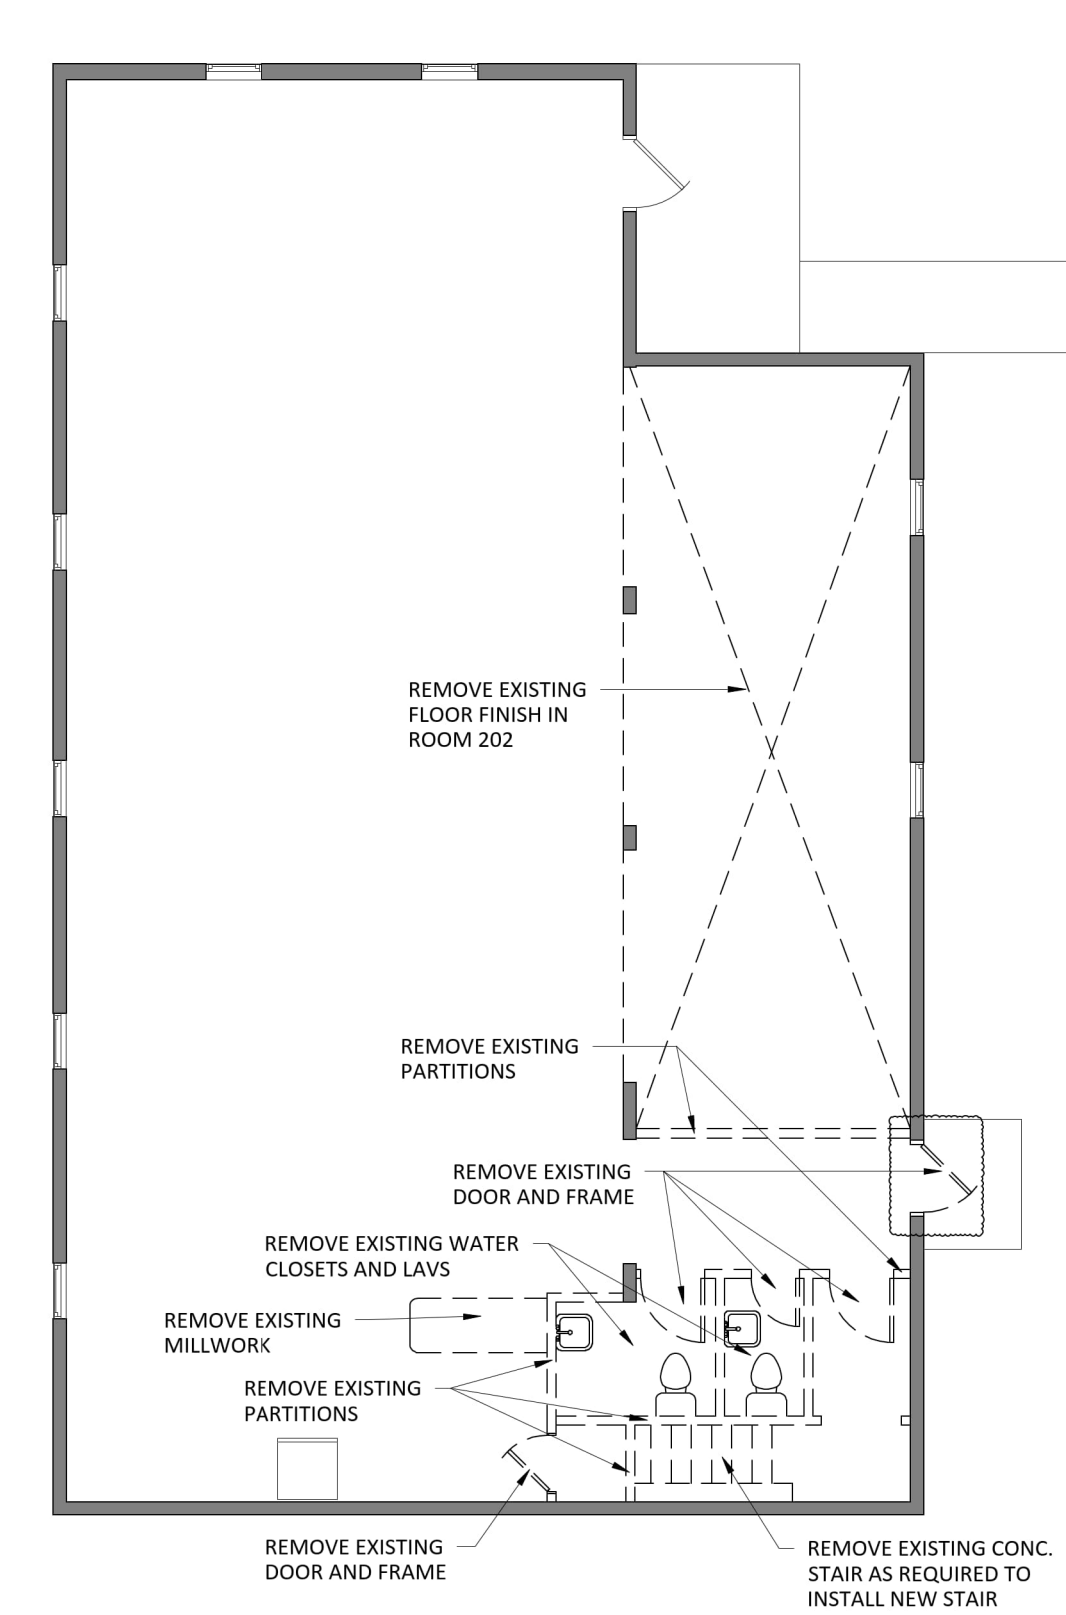 REMOVE EXISTING
FLOOR FINISH IN
ROOM 202
REMOVE EXISTING
PARTITIONS
REMOVE EXISTING
DOOR AND FRAME
REMOVE EXISTING WATER
CLOSETS AND LAVS
REMOVE EXISTING
MILLWORK
REMOVE EXISTING
PARTITIONS
REMOVE EXISTING
DOOR AND FRAME
REMOVE EXISTING CONC.
STAIR AS REQUIRED TO
INSTALL NEW STAIR